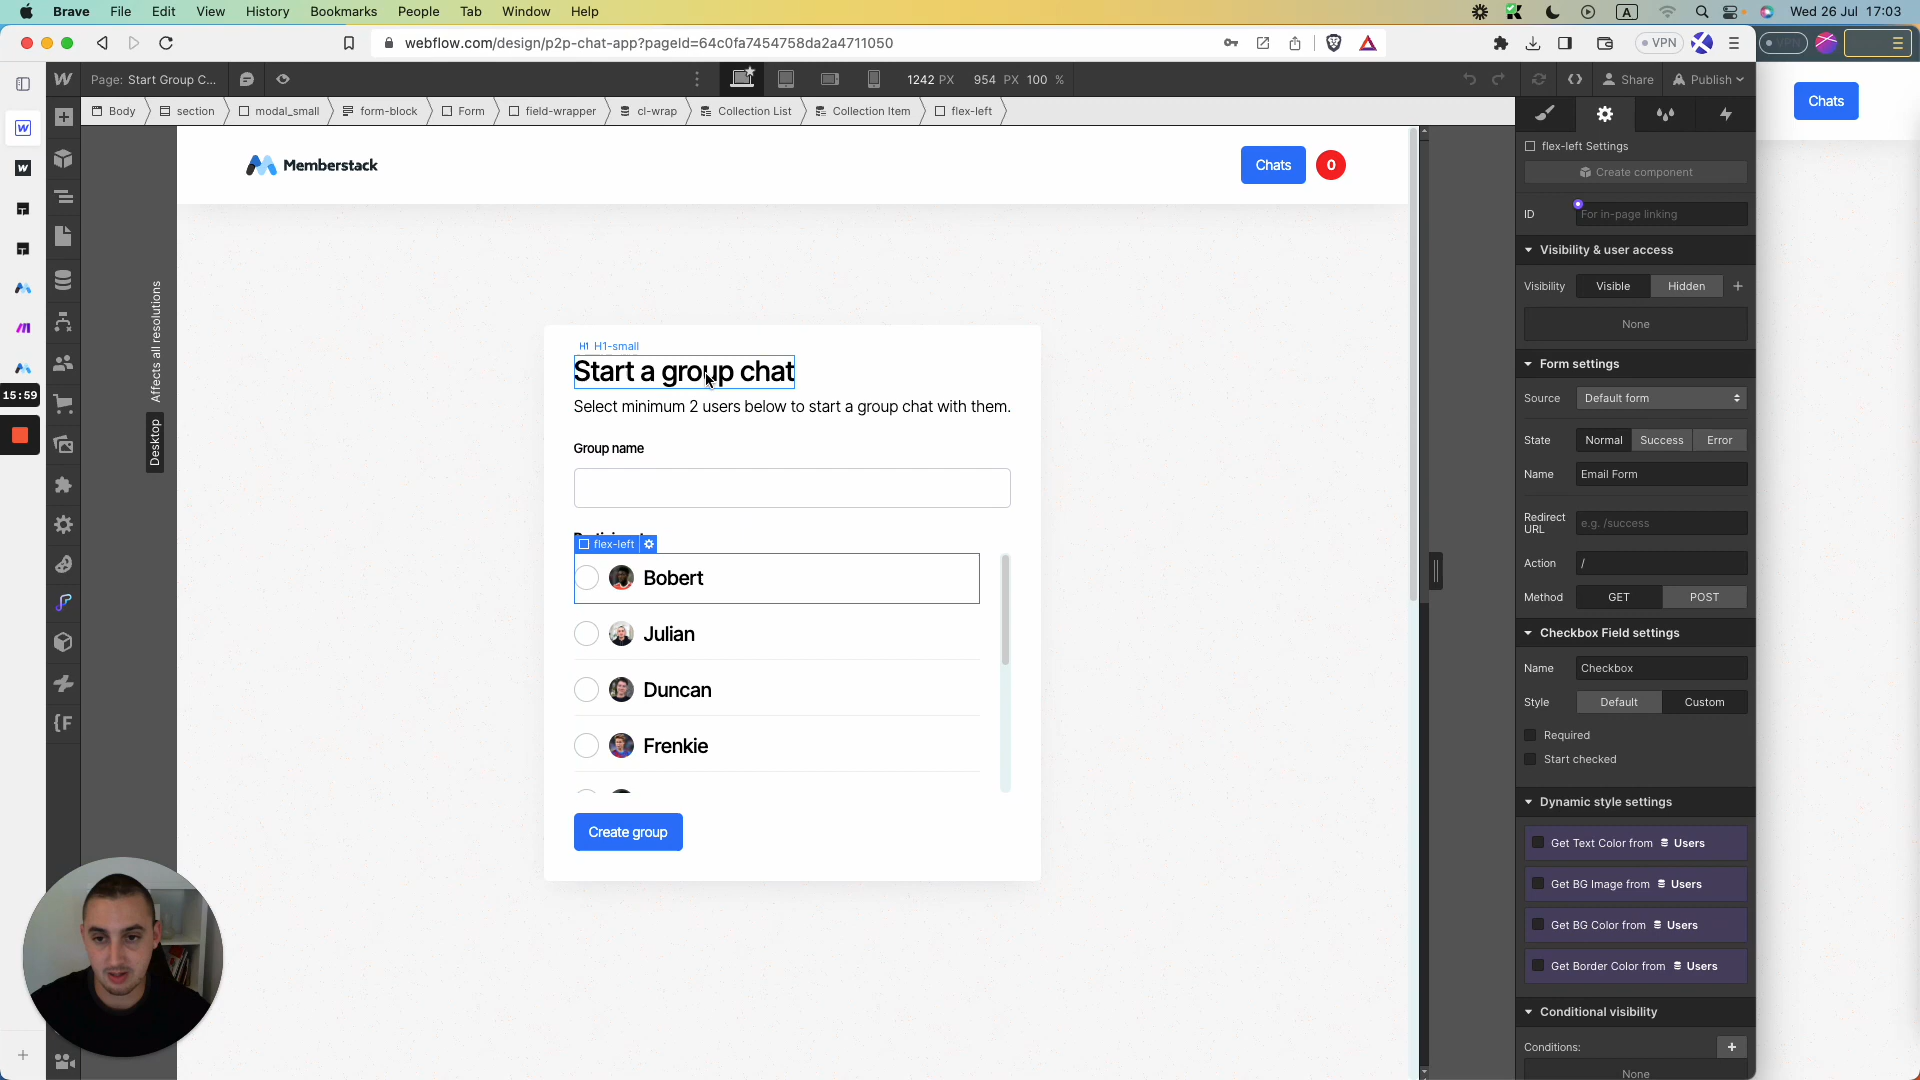 Brave File Edit View History Bookmarks People Tab Window Help
A
Wed 26 Jul 17:03
webflow.com/design/p2p-chat-app?pageId=64c0fa7454758da2a4711050
VPN
VPN
Page: Start Group C...
1242 PX 954 PX 100 %
Share
Publish
Body section modal_small form-block Form field-wrapper cl-wrap Collection List Collection Item flex-left
Chats
Memberstack
Chats
0
Affects all resolutions
Desktop
15:59
H1 H1-small
Start a group chat
Select minimum 2 users below to start a group chat with them.
Group name
flex-left
Bobert
Julian
Duncan
Frenkie
Create group
flex-left Settings
Create component
ID For in-page linking
Visibility & user access
Visibility Visible Hidden
None
Form settings
Source Default form
State Normal Success Error
Name Email Form
Redirect URL e.g. /success
Action /
Method GET POST
Checkbox Field settings
Name Checkbox
Style Default Custom
Required
Start checked
Dynamic style settings
Get Text Color from Users
Get BG Image from Users
Get BG Color from Users
Get Border Color from Users
Conditional visibility
Conditions:
None